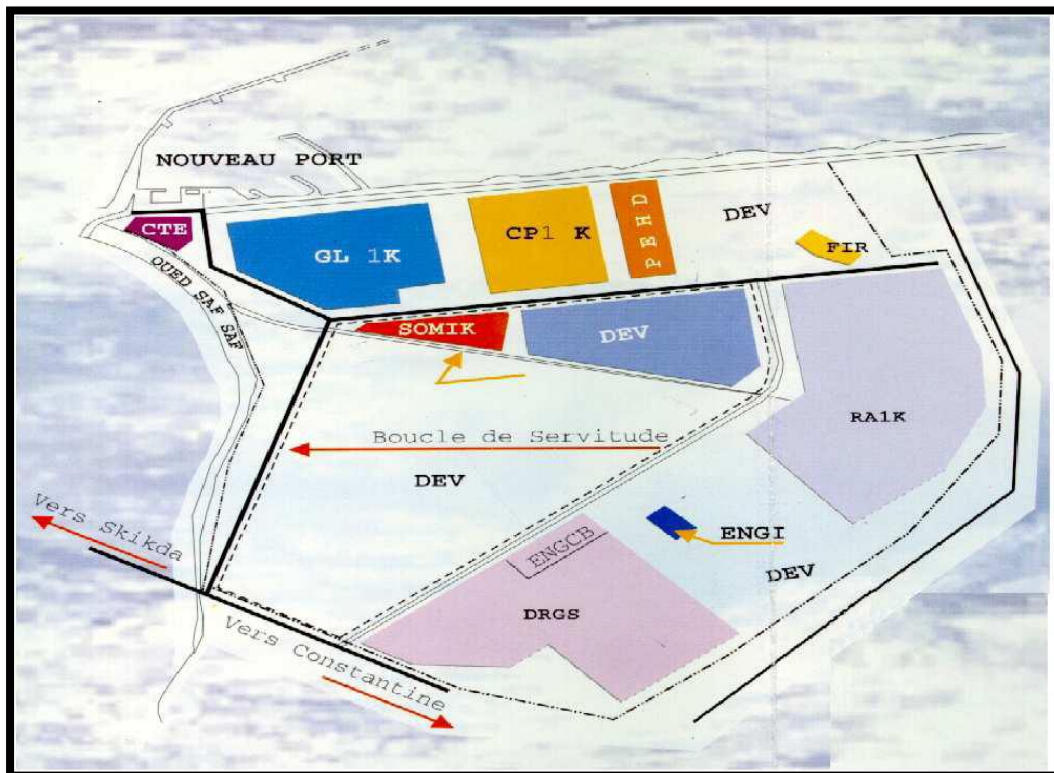 NOUVEAU PORT
CTE
GL 1K
CP1 K
PBHD
DEV
FIR
OUED SAF SAF
SOMIK
DEV
RA1K
Boucle de Servitude
DEV
Vers Skikda
ENGCB
ENGI
DEV
DRGS
Vers Constantine